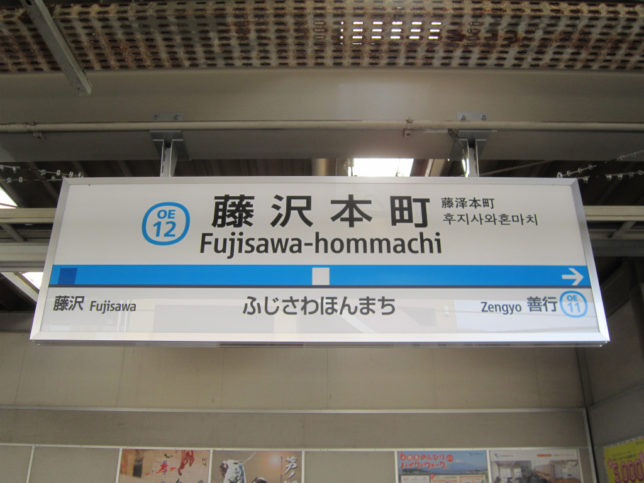 OE
12
藤沢本町
藤泽本町
후지사와혼마치
Fujisawa-hommachi
藤沢 Fujisawa
ふじさわほんまち
Zengyo 善行
OE
11